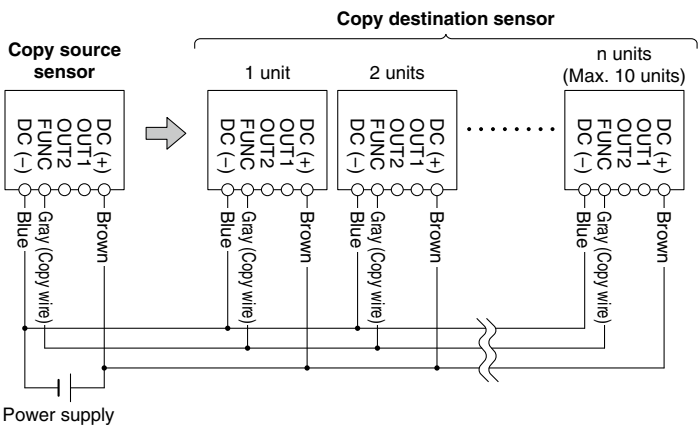 Copy destination sensor
Copy source
sensor
1 unit
2 units
n units
(Max. 10 units)
DC (−)
FUNC
OUT2
OUT1
DC (+)
DC (−)
FUNC
OUT2
OUT1
DC (+)
DC (−)
FUNC
OUT2
OUT1
DC (+)
DC (−)
FUNC
OUT2
OUT1
DC (+)
Blue
Gray (Copy wire)
Brown
Blue
Gray (Copy wire)
Brown
Blue
Gray (Copy wire)
Brown
Blue
Gray (Copy wire)
Brown
Power supply